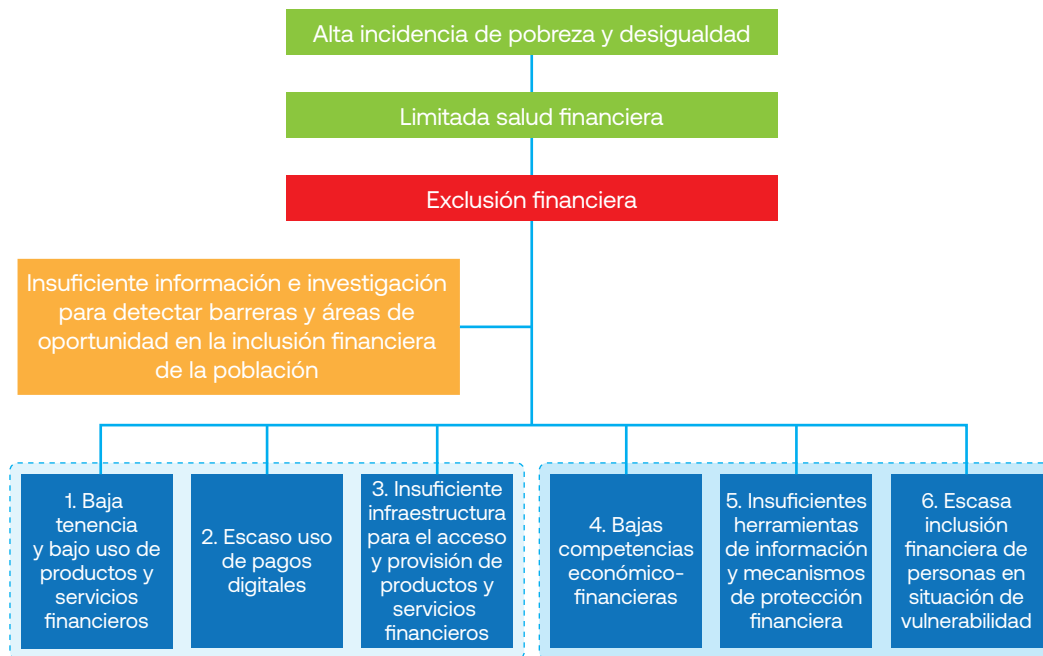 Alta incidencia de pobreza y desigualdad
Limitada salud financiera
Exclusión financiera
Insuficiente información e investigación
para detectar barreras y áreas de
oportunidad en la inclusión financiera
de la población
1. Baja
tenencia
y bajo uso de
productos y
servicios
financieros
2. Escaso uso
de pagos
digitales
3. Insuficiente
infraestructura
para el acceso
y provisión de
productos y
servicios
financieros
4. Bajas
competencias
económico-
financieras
5. Insuficientes
herramientas
de información
y mecanismos
de protección
financiera
6. Escasa
inclusión
financiera de
personas en
situación de
vulnerabilidad